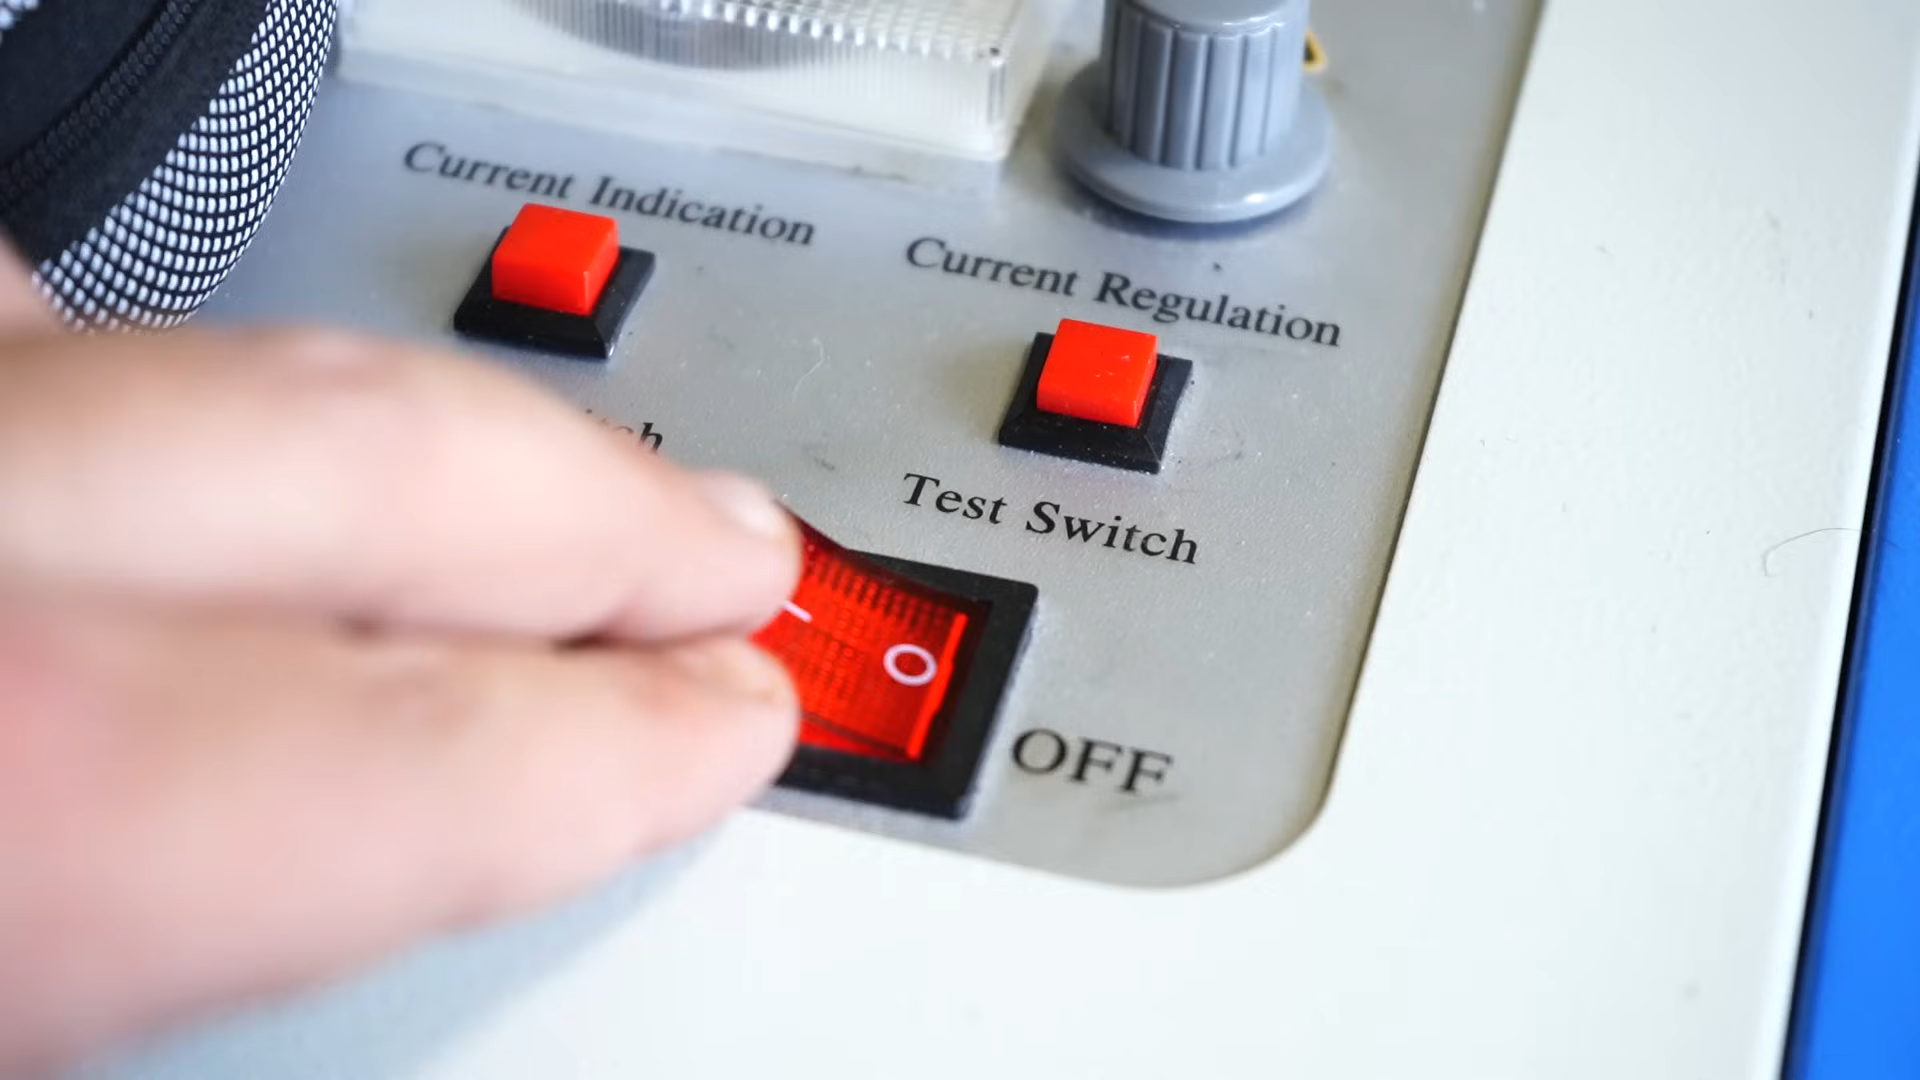 Current Indication
Current Regulation
Test Switch
O
OFF